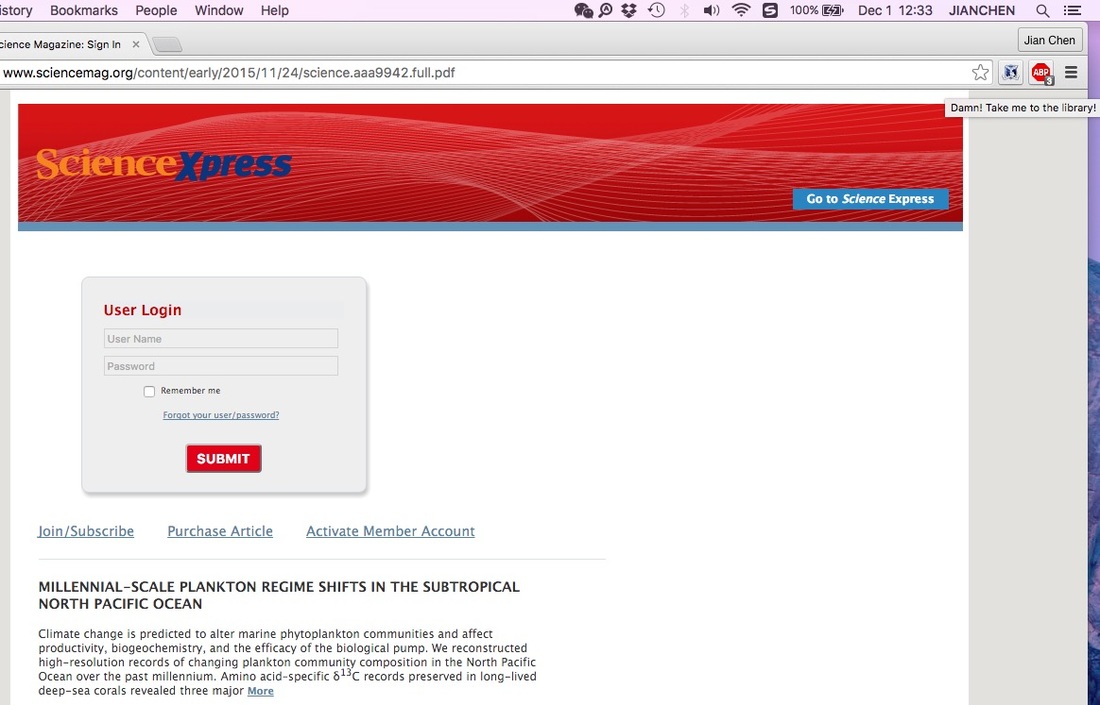 istory Bookmarks People Window Help 100% Dec 1 12:33 JIANCHEN
cience Magazine: Sign In
Jian Chen
www.sciencemag.org/content/early/2015/11/24/science.aaa9942.full.pdf
ABP
3
Damn! Take me to the library!
ScienceXpress
Go to Science Express
User Login
User Name
Password
Remember me
Forgot your user/password?
SUBMIT
Join/Subscribe Purchase Article Activate Member Account
MILLENNIAL-SCALE PLANKTON REGIME SHIFTS IN THE SUBTROPICAL
NORTH PACIFIC OCEAN
Climate change is predicted to alter marine phytoplankton communities and affect
productivity, biogeochemistry, and the efficacy of the biological pump. We reconstructed
high-resolution records of changing plankton community composition in the North Pacific
Ocean over the past millennium. Amino acid-specific δ¹³C records preserved in long-lived
deep-sea corals revealed three major More